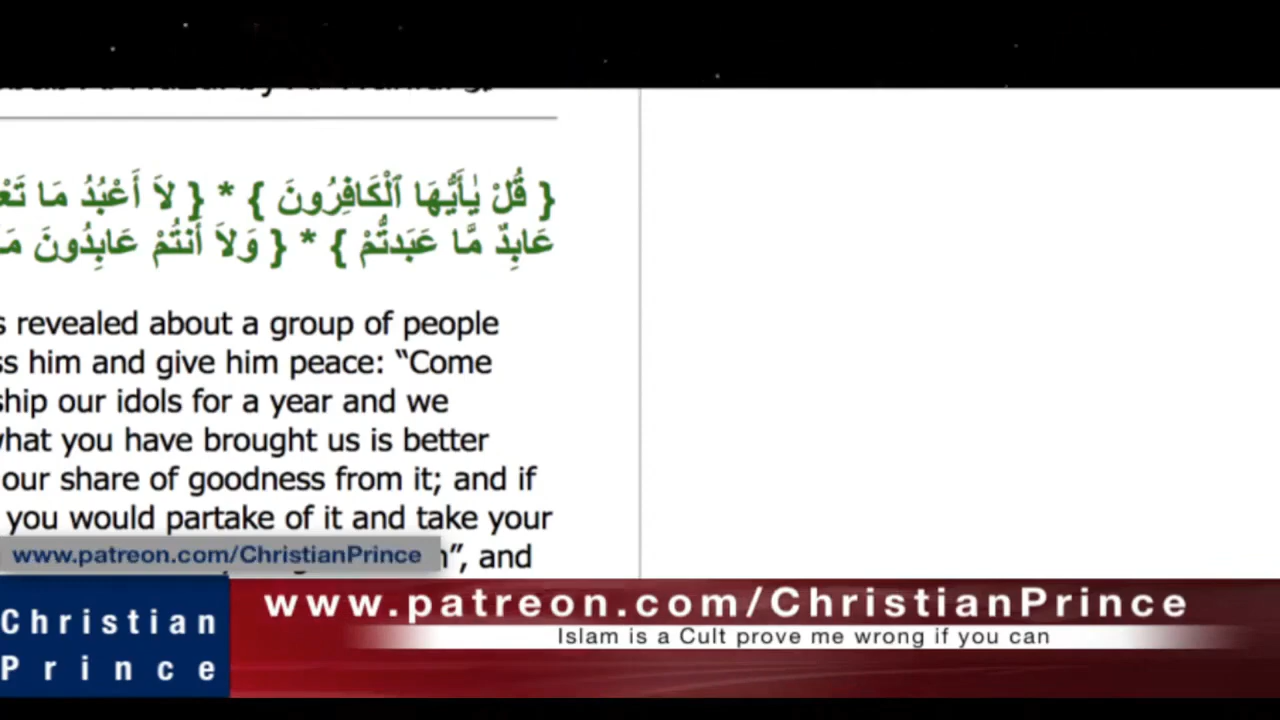 { قُلْ يٰأَيُّهَا ٱلْكَافِرُونَ } * { لاَ أَعْبُدُ مَا
عَابِدٌ مَّا عَبَدتُّمْ } * { وَلاَ أَنتُمْ عَابِدُونَ
revealed about a group of people
him and give him peace: “Come
our idols for a year and we
what you have brought us is better
our share of goodness from it; and if
you would partake of it and take your
www.patreon.com/ChristianPrince ”, and
www.patreon.com/ChristianPrince
Islam is a Cult prove me wrong if you can
Christian
Prince